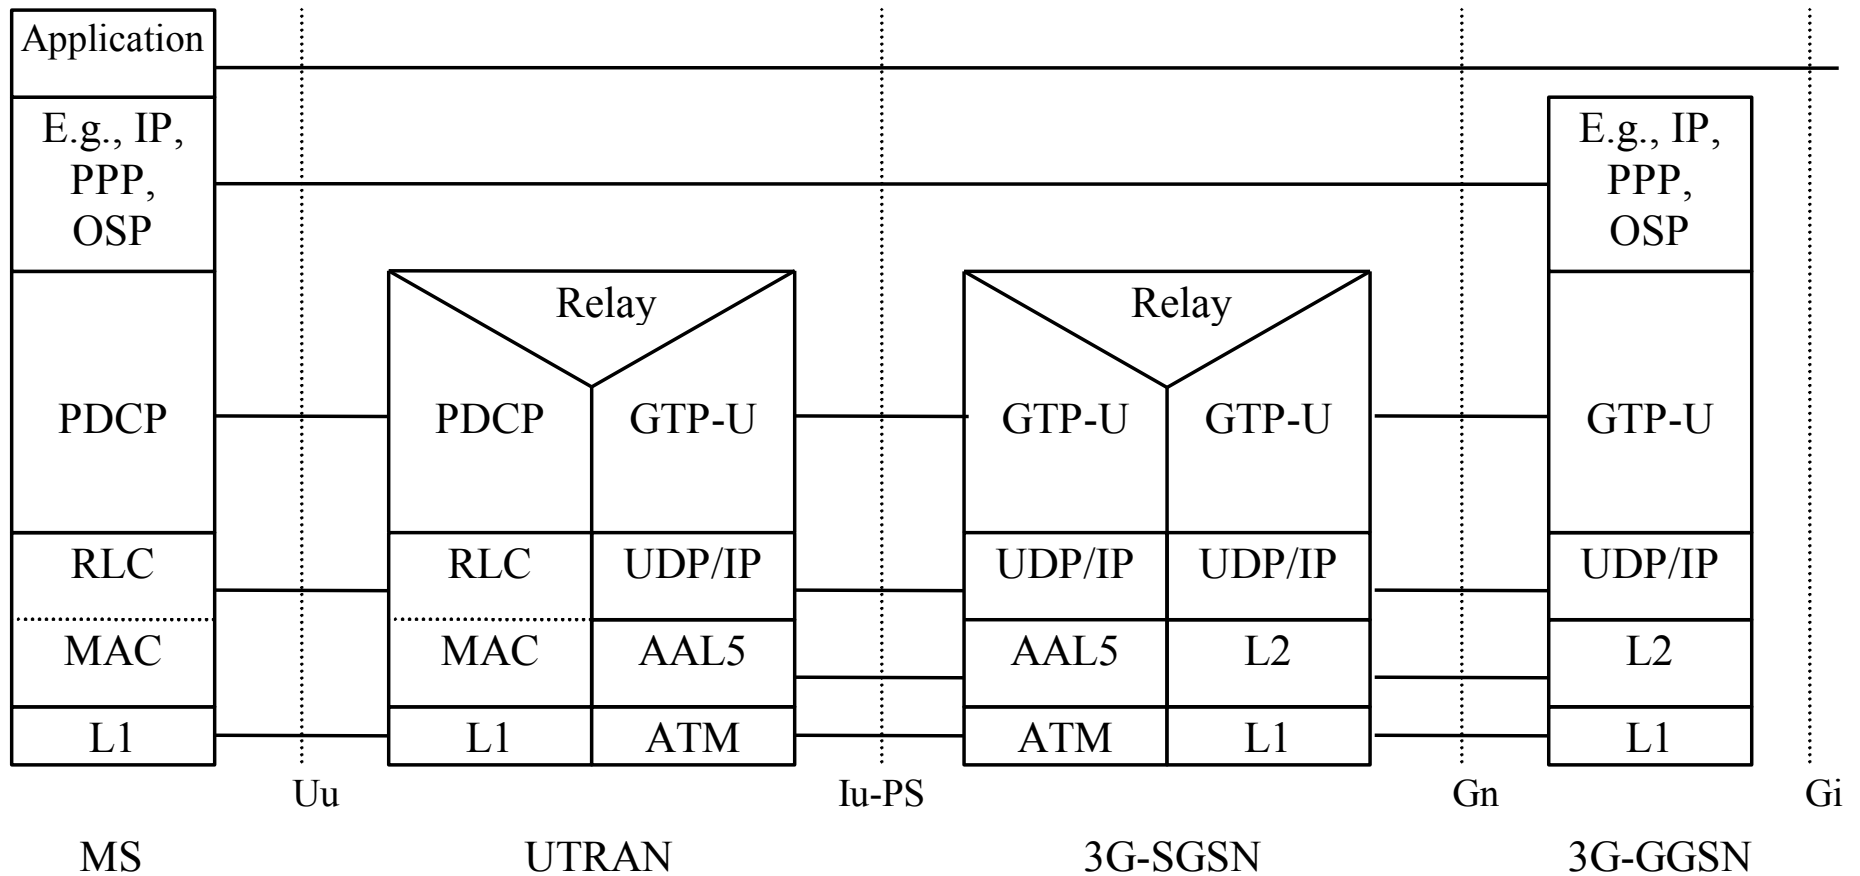 Application
E.g., IP,
PPP,
OSP
E.g., IP,
PPP,
OSP
Relay
Relay
PDCP
PDCP
GTP-U
GTP-U
GTP-U
GTP-U
RLC
RLC
UDP/IP
UDP/IP
UDP/IP
UDP/IP
MAC
MAC
AAL5
AAL5
L2
L2
L1
L1
ATM
ATM
L1
L1
Uu
Iu-PS
Gn
Gi
MS
UTRAN
3G-SGSN
3G-GGSN